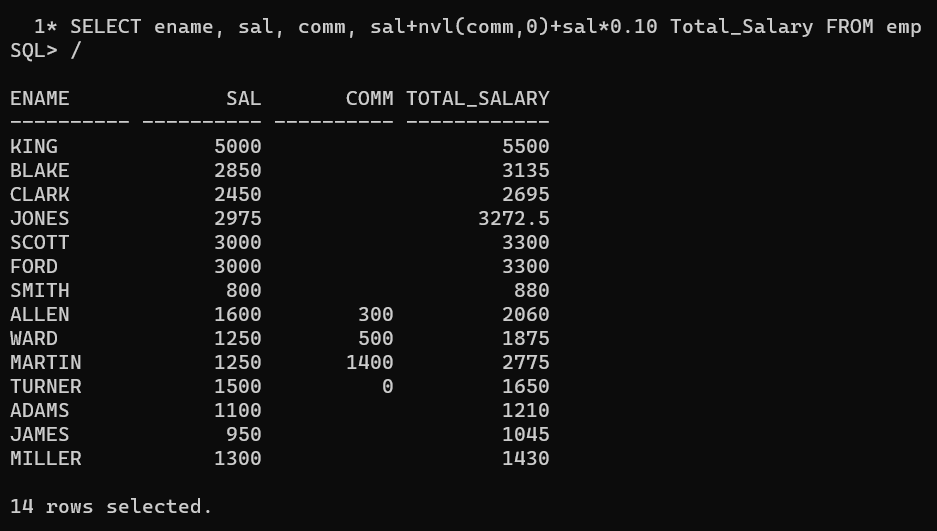 1* SELECT ename, sal, comm, sal+nvl(comm,0)+sal*0.10 Total_Salary FROM emp
SQL> /

ENAME             SAL       COMM TOTAL_SALARY
---------- ---------- ---------- ------------
KING             5000                    5500
BLAKE            2850                    3135
CLARK            2450                    2695
JONES            2975                  3272.5
SCOTT            3000                    3300
FORD             3000                    3300
SMITH             800                     880
ALLEN            1600        300         2060
WARD             1250        500         1875
MARTIN           1250       1400         2775
TURNER           1500          0         1650
ADAMS            1100                    1210
JAMES             950                    1045
MILLER           1300                    1430

14 rows selected.